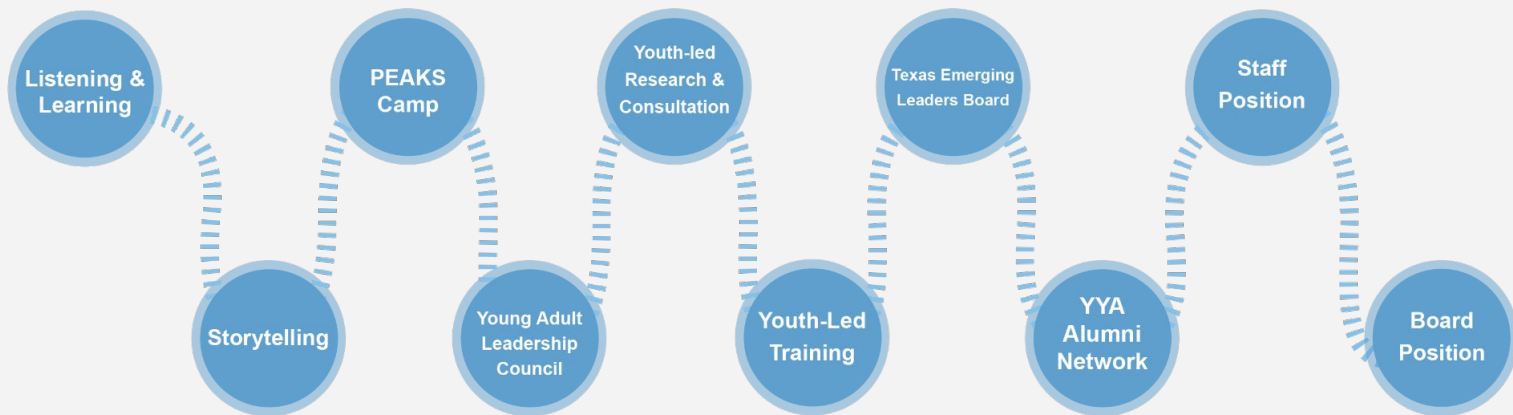 Listening &
Learning
Storytelling
PEAKS
Camp
Young Adult
Leadership
Council
Youth-led
Research &
Consultation
Youth-Led
Training
Texas Emerging
Leaders Board
YYA
Alumni
Network
Staff
Position
Board
Position